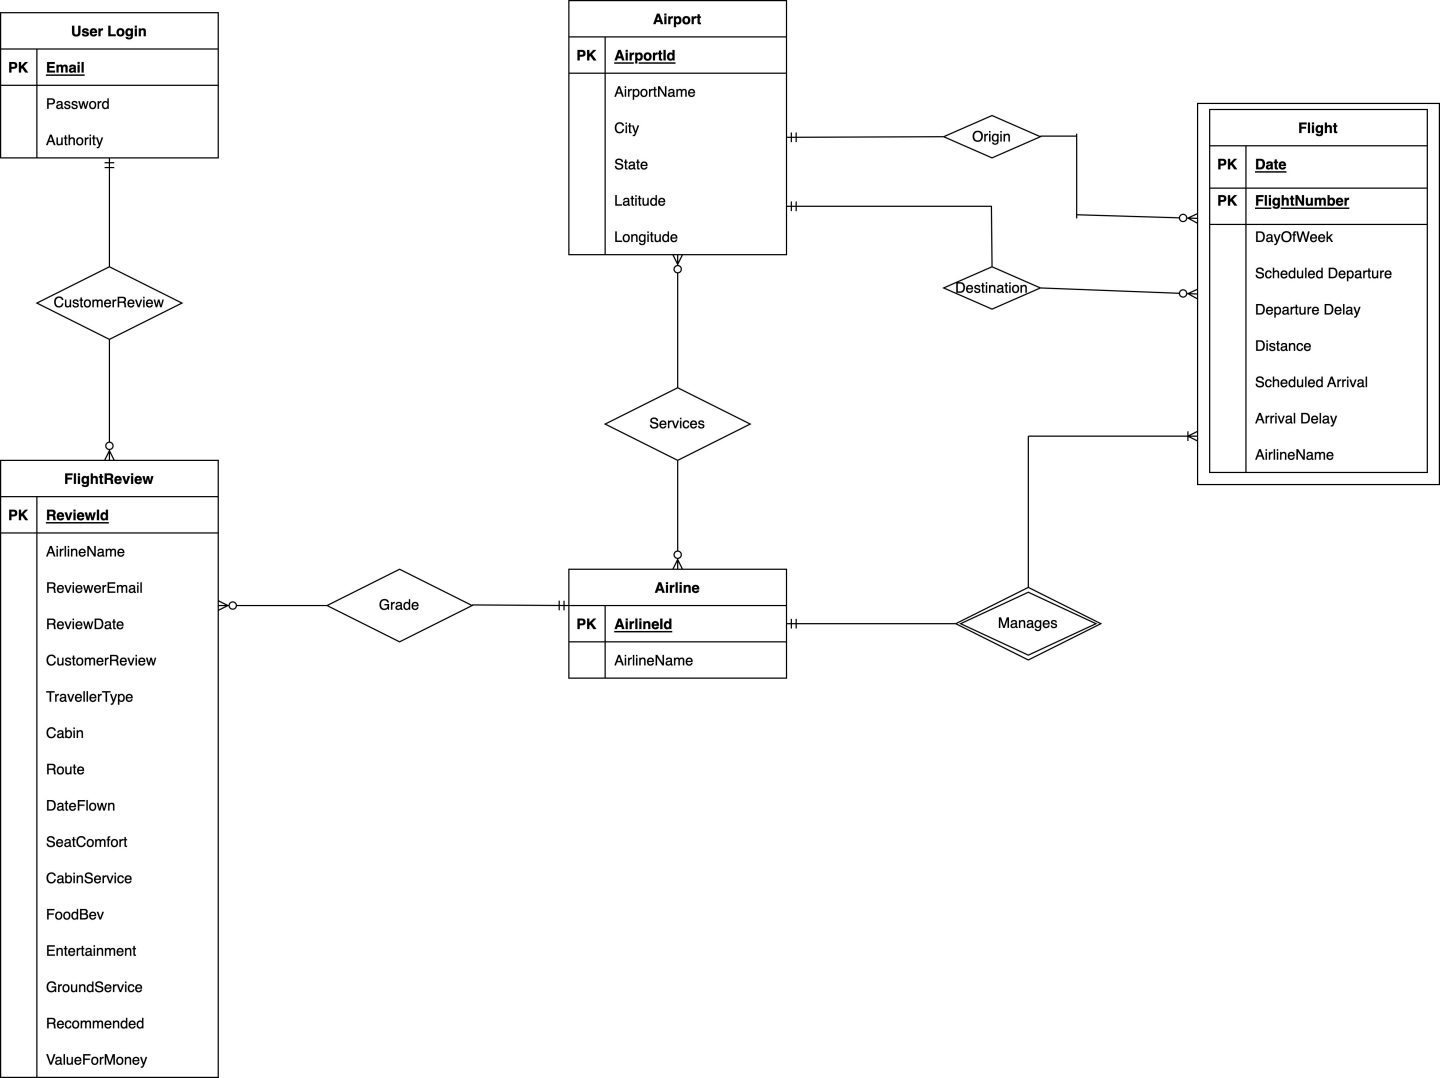 User Login
PK Email
Password
Authority
CustomerReview
FlightReview
PK ReviewId
AirlineName
ReviewerEmail
ReviewDate
CustomerReview
TravellerType
Cabin
Route
DateFlown
SeatComfort
CabinService
FoodBev
Entertainment
GroundService
Recommended
ValueForMoney
Grade
Airport
PK AirportId
AirportName
City
State
Latitude
Longitude
Services
Airline
PK AirlineId
AirlineName
Origin
Destination
Manages
Flight
PK Date
PK FlightNumber
DayOfWeek
Scheduled Departure
Departure Delay
Distance
Scheduled Arrival
Arrival Delay
AirlineName